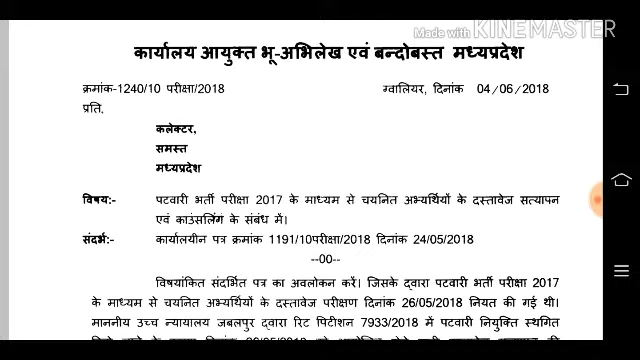 Made with KINEMASTER
कार्यालय आयुक्त भू-अभिलेख एवं बन्दोबस्त मध्यप्रदेश
क्रमांक-1240/10 परीक्षा/2018 ग्वालियर, दिनांक 04/06/2018
प्रति,
कलेक्टर,
समस्त
मध्यप्रदेश
विषय:- पटवारी भर्ती परीक्षा 2017 के माध्यम से चयनित अभ्यर्थियों के दस्तावेज सत्यापन
एवं काउंसलिंग के संबंध में।
संदर्भ:- कार्यालयीन पत्र क्रमांक 1191/10परीक्षा/2018 दिनांक 24/05/2018
--00--
विषयांकित संदर्भित पत्र का अवलोकन करें। जिसके द्वारा पटवारी भर्ती परीक्षा 2017
के माध्यम से चयनित अभ्यर्थियों के दस्तावेज परीक्षण दिनांक 26/05/2018 नियत की गई थी।
माननीय उच्च न्यायालय जबलपुर द्वारा रिट पिटीशन 7933/2018 में पटवारी नियुक्ति स्थगित